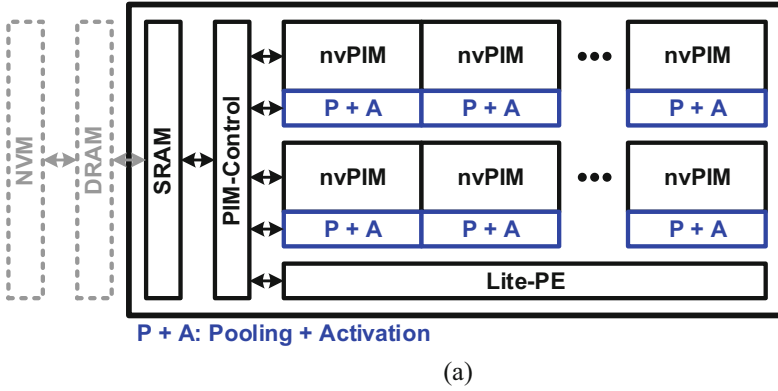 NVM
DRAM
SRAM
PIM-Control
nvPIM nvPIM ••• nvPIM
P + A P + A P + A
nvPIM nvPIM ••• nvPIM
P + A P + A P + A
Lite-PE
P + A: Pooling + Activation
(a)